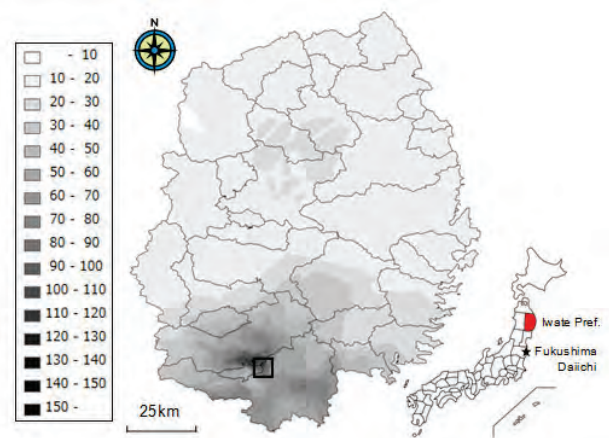 N
- 10
10 - 20
20 - 30
30 - 40
40 - 50
50 - 60
60 - 70
70 - 80
80 - 90
90 - 100
100 - 110
110 - 120
120 - 130
130 - 140
140 - 150
150 -
25km
Iwate Pref.
Fukushima
Daiichi